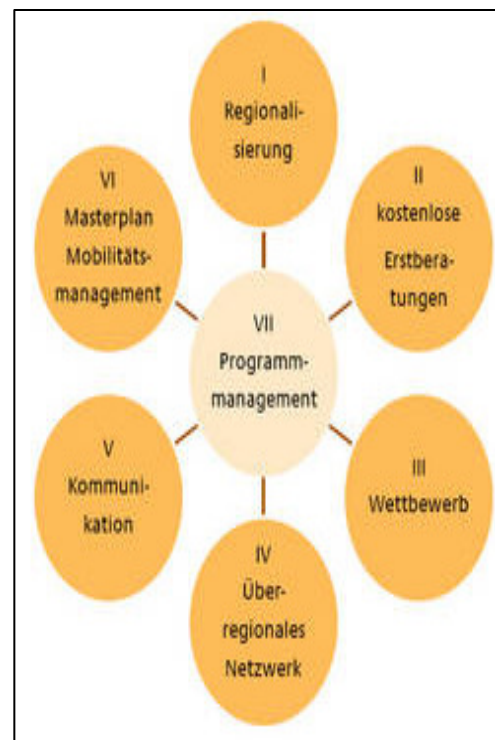 I
Regionali-
sierung
II
kostenlose
Erstbera-
tungen
III
Wettbewerb
IV
Über-
regionales
Netzwerk
V
Kommuni-
kation
VI
Masterplan
Mobilitäts-
management
VII
Programm-
management